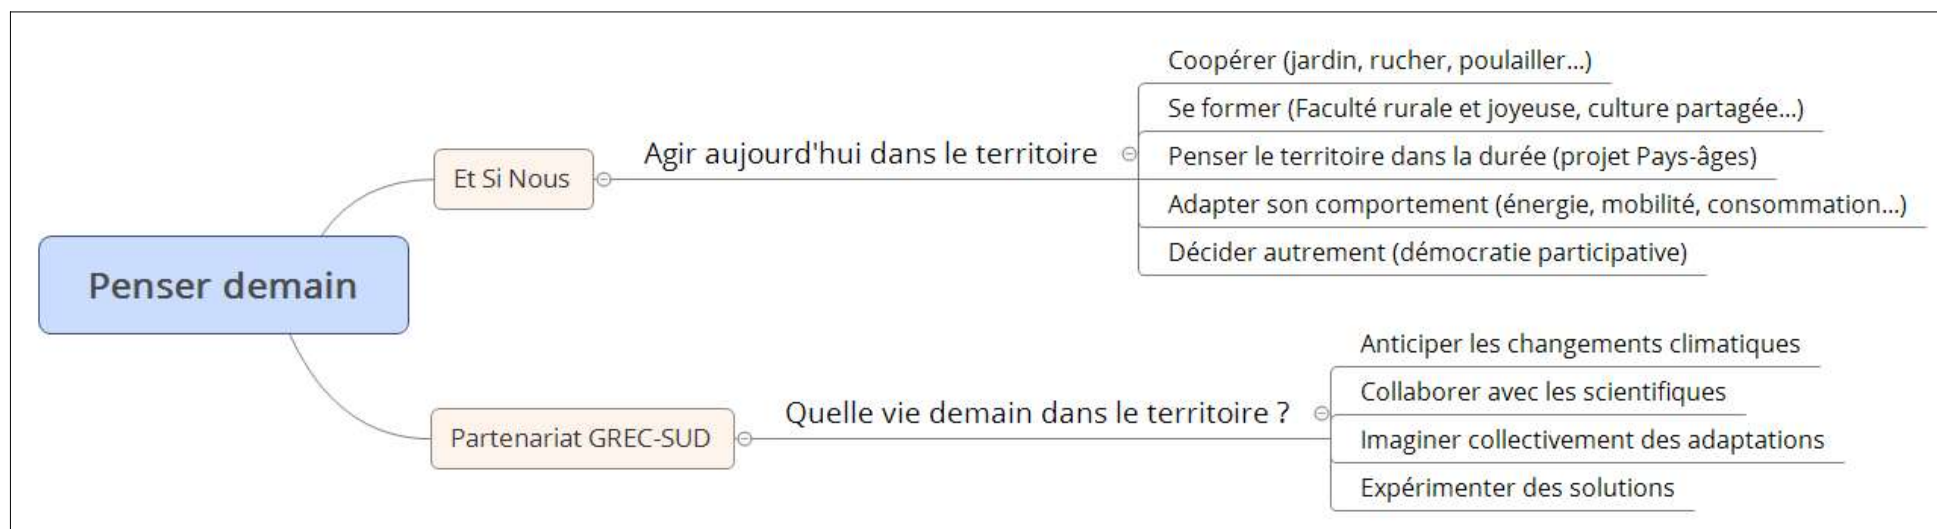 Penser demain
Et Si Nous
Agir aujourd'hui dans le territoire
Coopérer (jardin, rucher, poulailler...)
Se former (Faculté rurale et joyeuse, culture partagée...)
Penser le territoire dans la durée (projet Pays-âges)
Adapter son comportement (énergie, mobilité, consommation...)
Décider autrement (démocratie participative)
Partenariat GREC-SUD
Quelle vie demain dans le territoire ?
Anticiper les changements climatiques
Collaborer avec les scientifiques
Imaginer collectivement des adaptations
Expérimenter des solutions